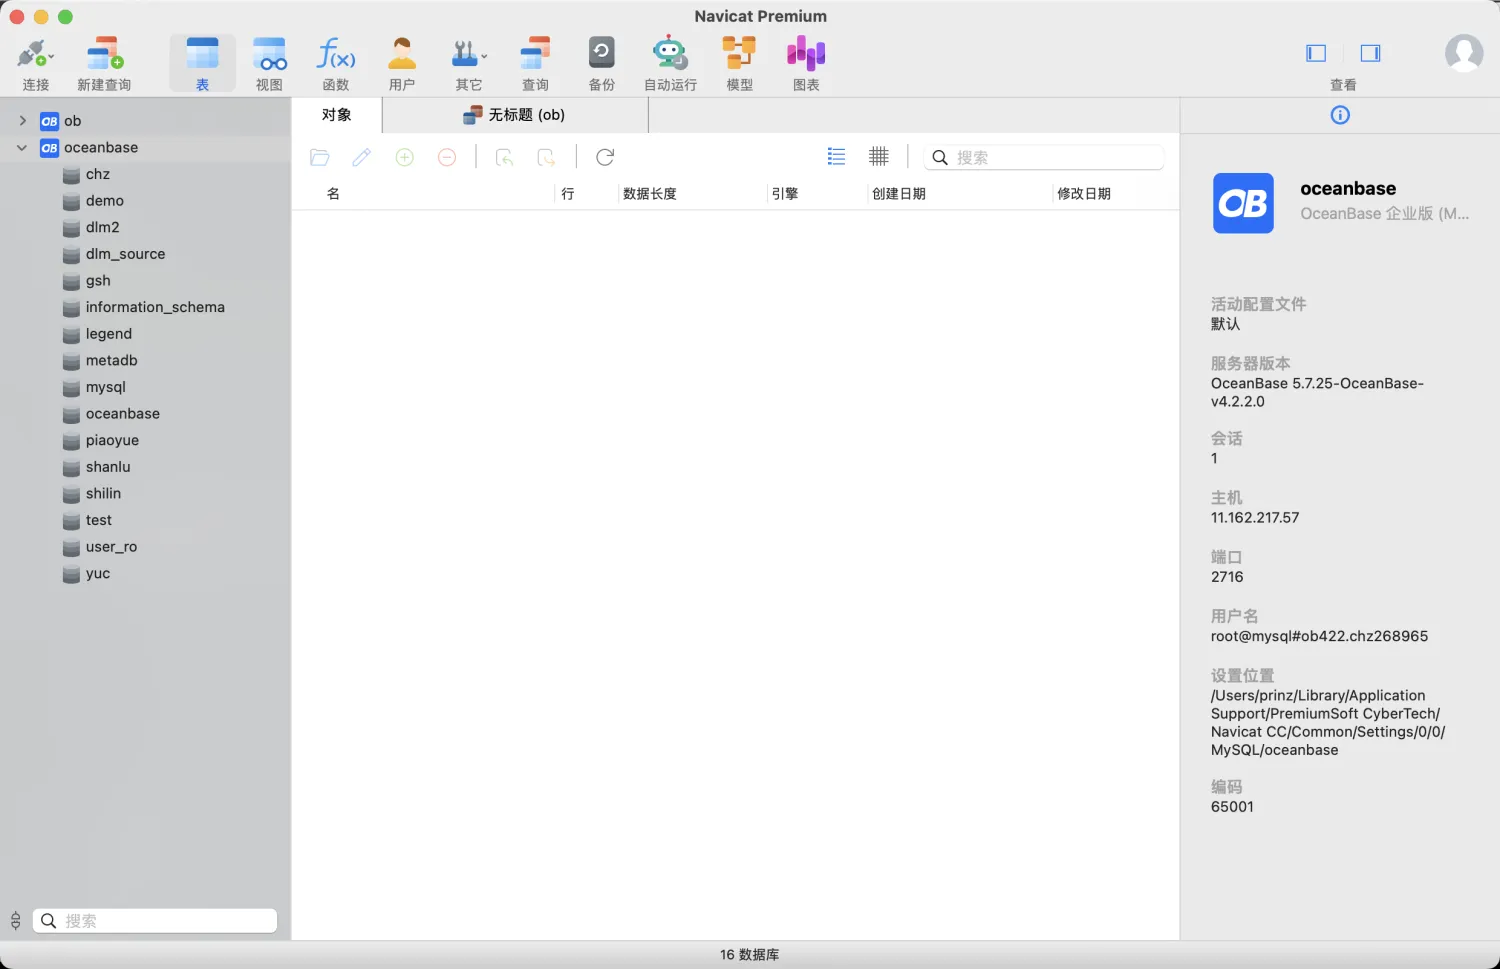 Navicat Premium
连接
新建查询
表
视图
函数
用户
其它
查询
备份
自动运行
模型
图表
查看
OB ob
OB oceanbase
chz
demo
dlm2
dlm_source
gsh
information_schema
legend
metadb
mysql
oceanbase
piaoyue
shanlu
shilin
test
user_ro
yuc
搜索
对象
无标题 (ob)
搜索
名 行 数据长度 引擎 创建日期 修改日期
OB
oceanbase
OceanBase 企业版 (M...
活动配置文件
默认
服务器版本
OceanBase 5.7.25-OceanBase-
v4.2.2.0
会话
1
主机
11.162.217.57
端口
2716
用户名
root@mysql#ob422.chz268965
设置位置
/Users/prinz/Library/Application
Support/PremiumSoft CyberTech/
Navicat CC/Common/Settings/0/0/
MySQL/oceanbase
编码
65001
16 数据库